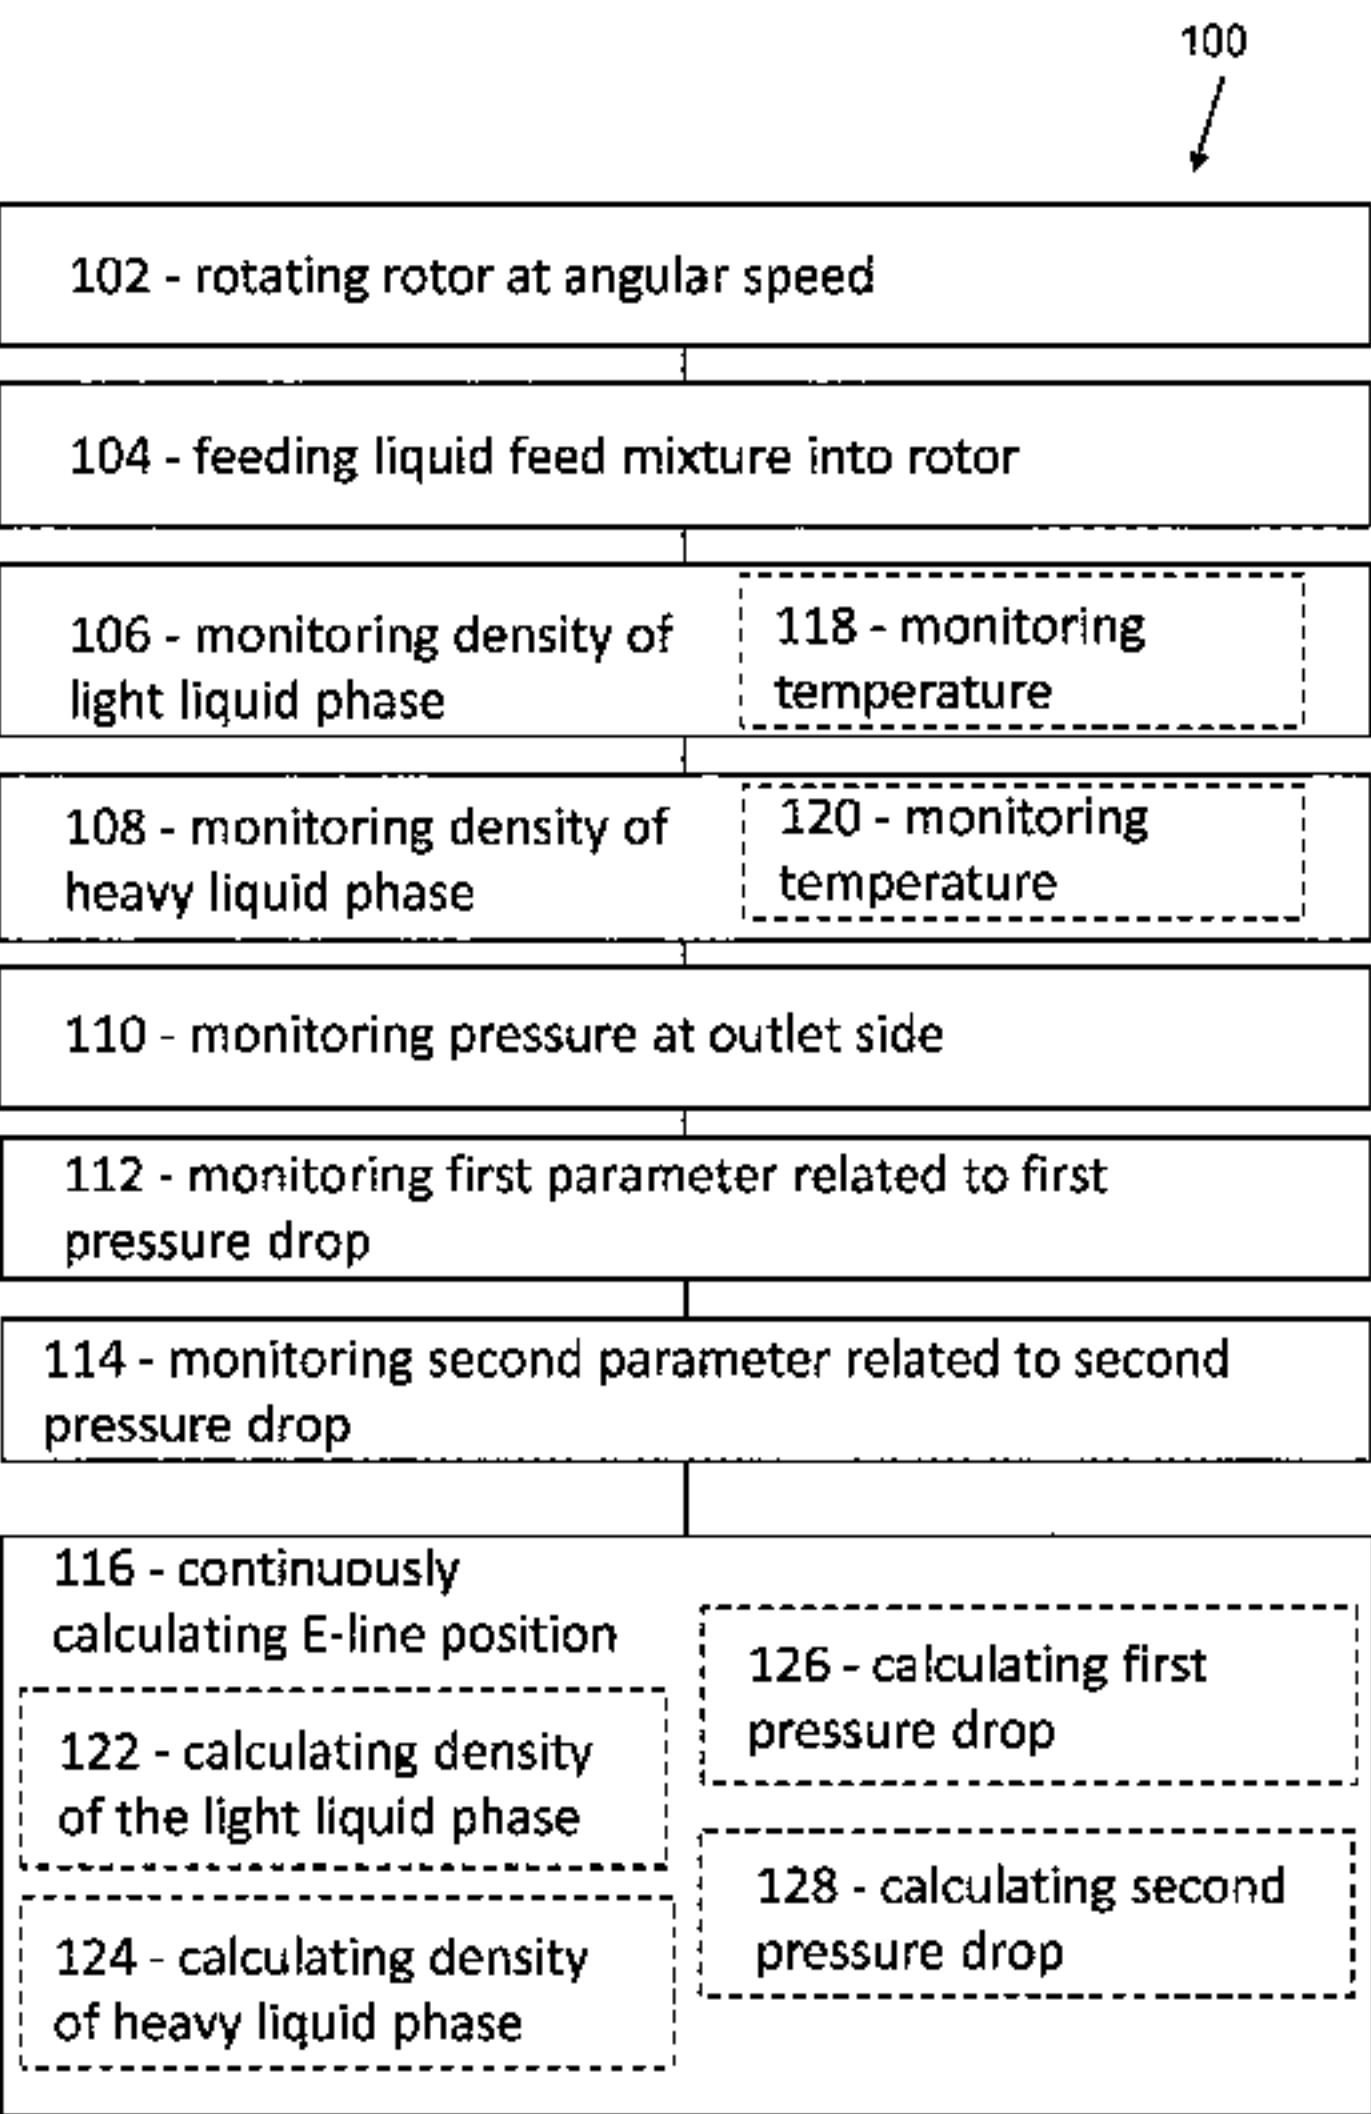 100
102 - rotating rotor at angular speed
104 - feeding liquid feed mixture into rotor
106 - monitoring density of
light liquid phase
118 - monitoring
temperature
108 - monitoring density of
heavy liquid phase
120 - monitoring
temperature
110 - monitoring pressure at outlet side
112 - monitoring first parameter related to first
pressure drop
114 - monitoring second parameter related to second
pressure drop
116 - continuously
calculating E-line position
122 - calculating density
of the light liquid phase
124 - calculating density
of heavy liquid phase
126 - calculating first
pressure drop
128 - calculating second
pressure drop